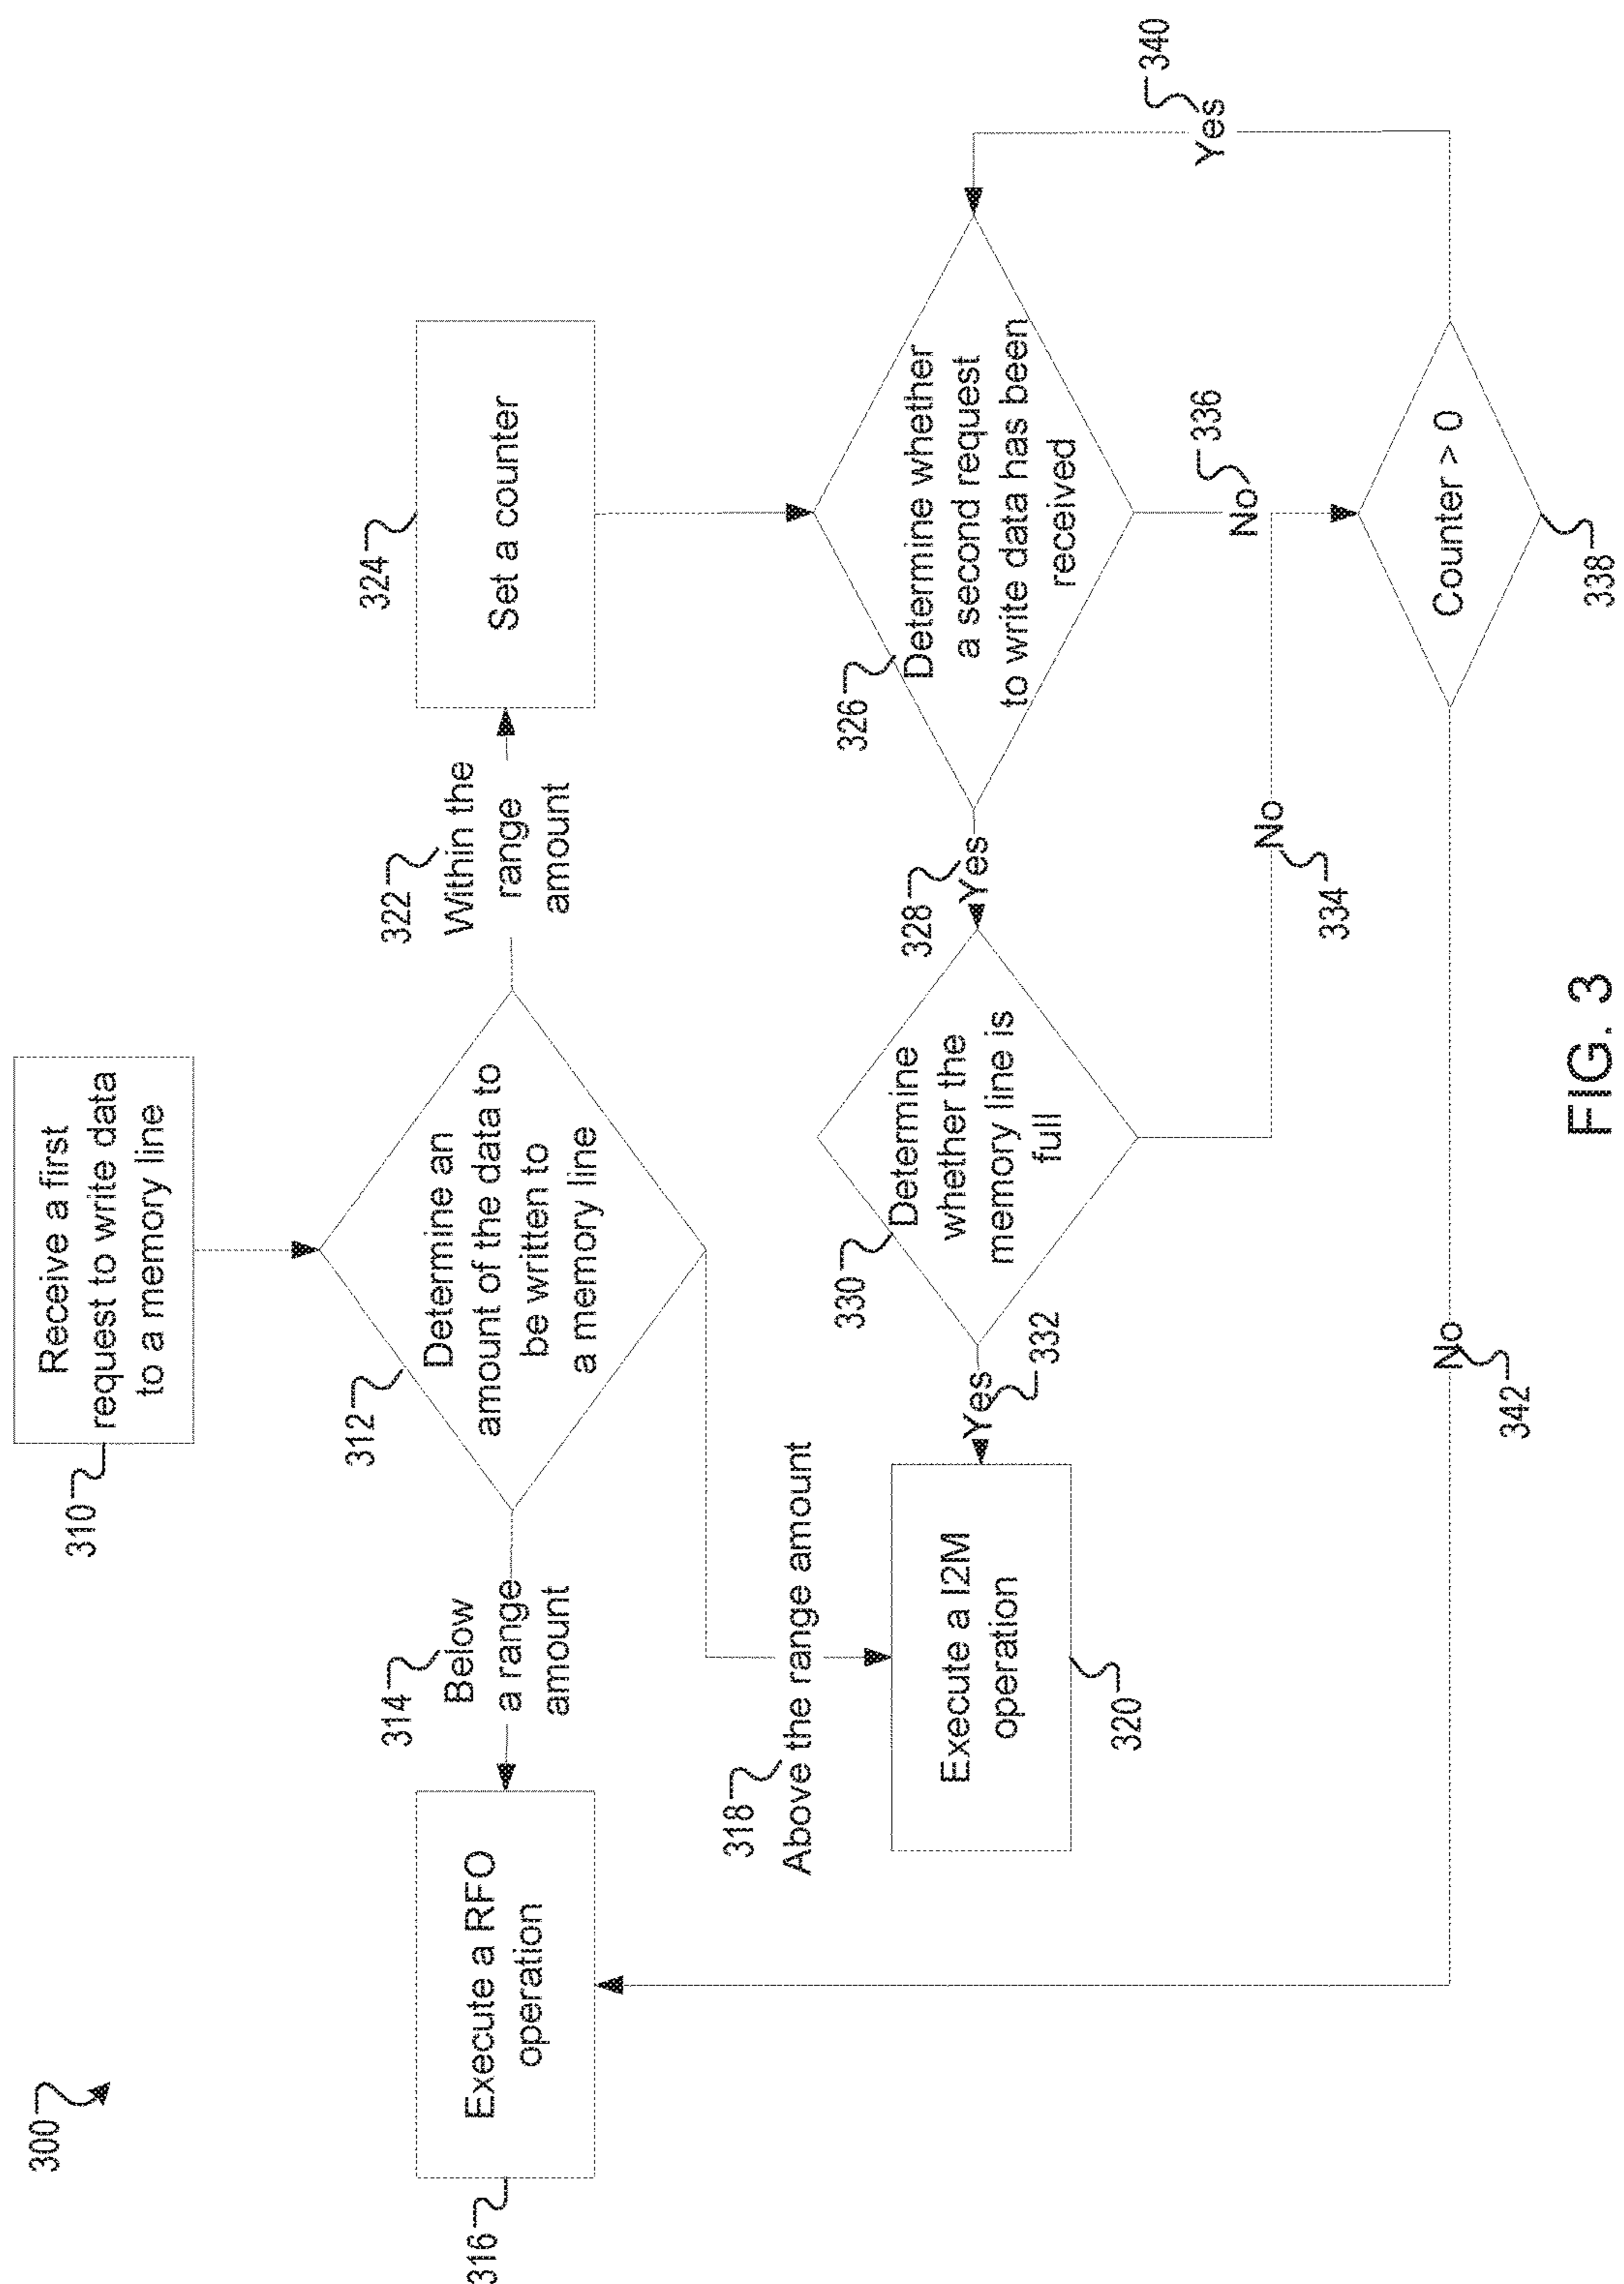 300
310
Receive a first
request to write data
to a memory line
312
Determine an
amount of the data to
be written to
a memory line
314
Below
a range
amount
316
Execute a RFO
operation
318
Above the range amount
320
Execute a I2M
operation
322
Within the
range
amount
324
Set a counter
326
Determine whether
a second request
to write data has been
received
328
Yes
330
Determine
whether the
memory line is
full
332
Yes
334
No
336
No
338
Counter > 0
340
Yes
342
No
FIG. 3